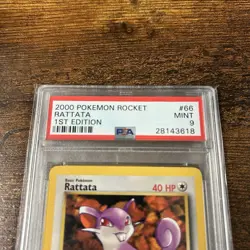 2000 POKEMON ROCKET #66
RATTATA MINT
1ST EDITION 9
PSA 28143618
Basic Pokémon
Rattata 40 HP